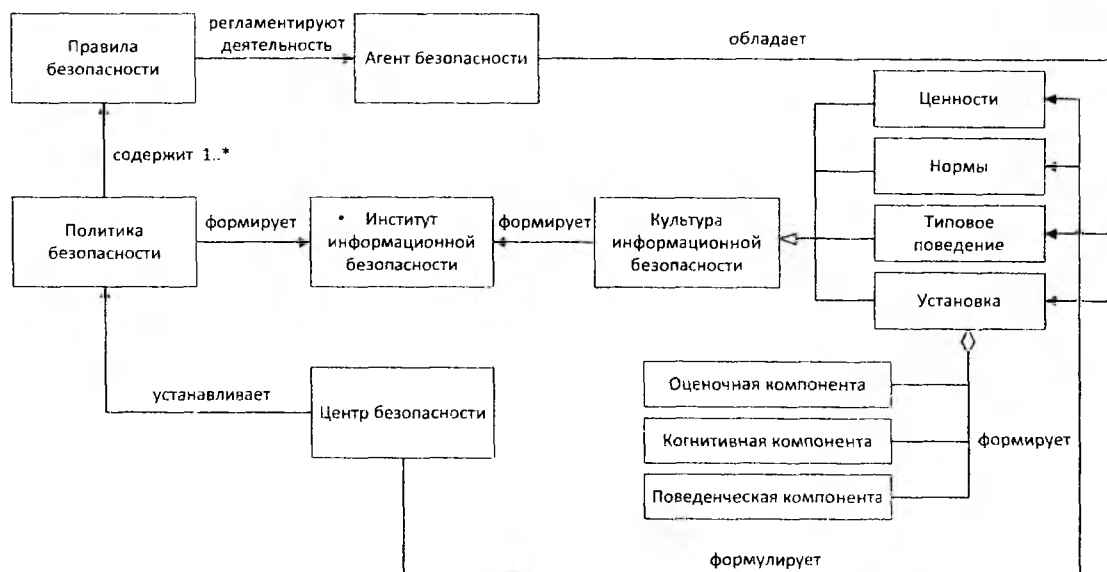 регламентируют
деятельность
обладает
Правила
безопасности
Агент безопасности
Ценности
содержит 1..*
Нормы
Политика
безопасности
формирует
Институт
информационной
безопасности
формирует
Культура
информационной
безопасности
Типовое
поведение
Установка
устанавливает
Центр безопасности
Оценочная компонента
Когнитивная компонента
формирует
Поведенческая компонента
формулирует